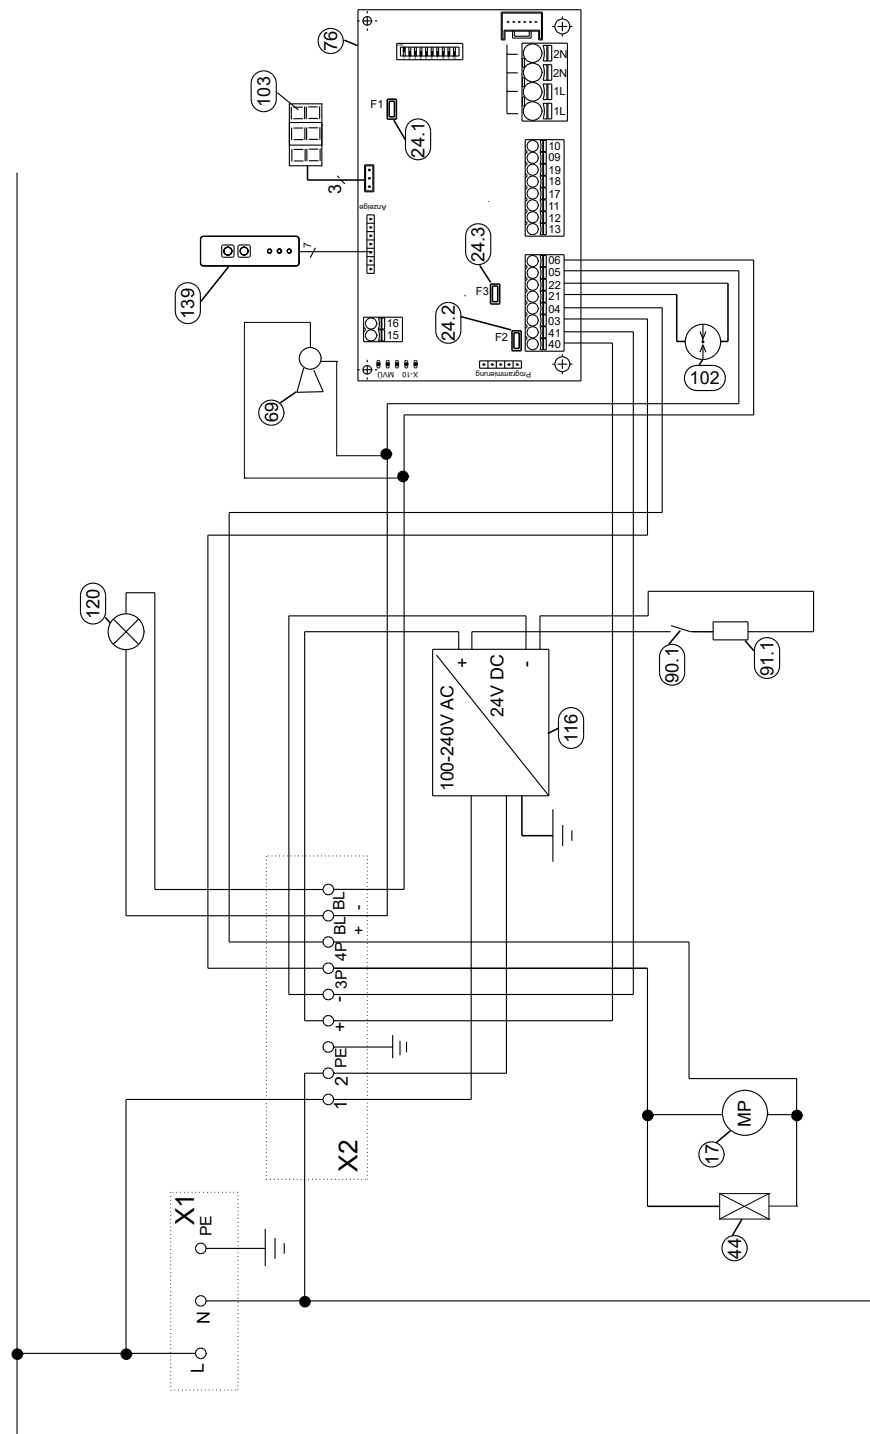 76
103
F1
24.1
2N
2N
1L
1L
3
Anzeige
10
09
19
18
17
11
12
13
7
139
24.3
F3
24.2
F2
06
05
22
21
04
03
41
40
16
15
MVÜ
X-10
Programmierung
102
69
120
+
-
100-240V AC
24V DC
116
90.1
91.1
BL
-
BL
+
4P
3P
-
+
PE
2
1
X2
X1
PE
N
L
MP
17
44